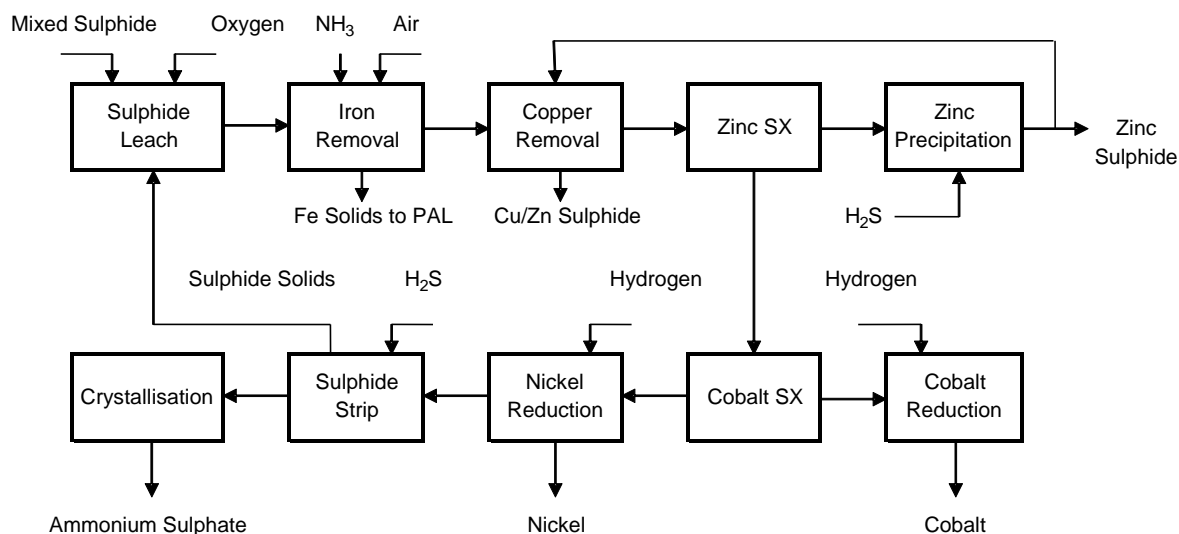 Mixed Sulphide
Oxygen
NH3
Air
Sulphide
Leach
Iron
Removal
Copper
Removal
Zinc SX
Zinc
Precipitation
Zinc
Sulphide
Fe Solids to PAL
Cu/Zn Sulphide
H2S
Sulphide Solids
H2S
Hydrogen
Hydrogen
Crystallisation
Sulphide
Strip
Nickel
Reduction
Cobalt SX
Cobalt
Reduction
Ammonium Sulphate
Nickel
Cobalt